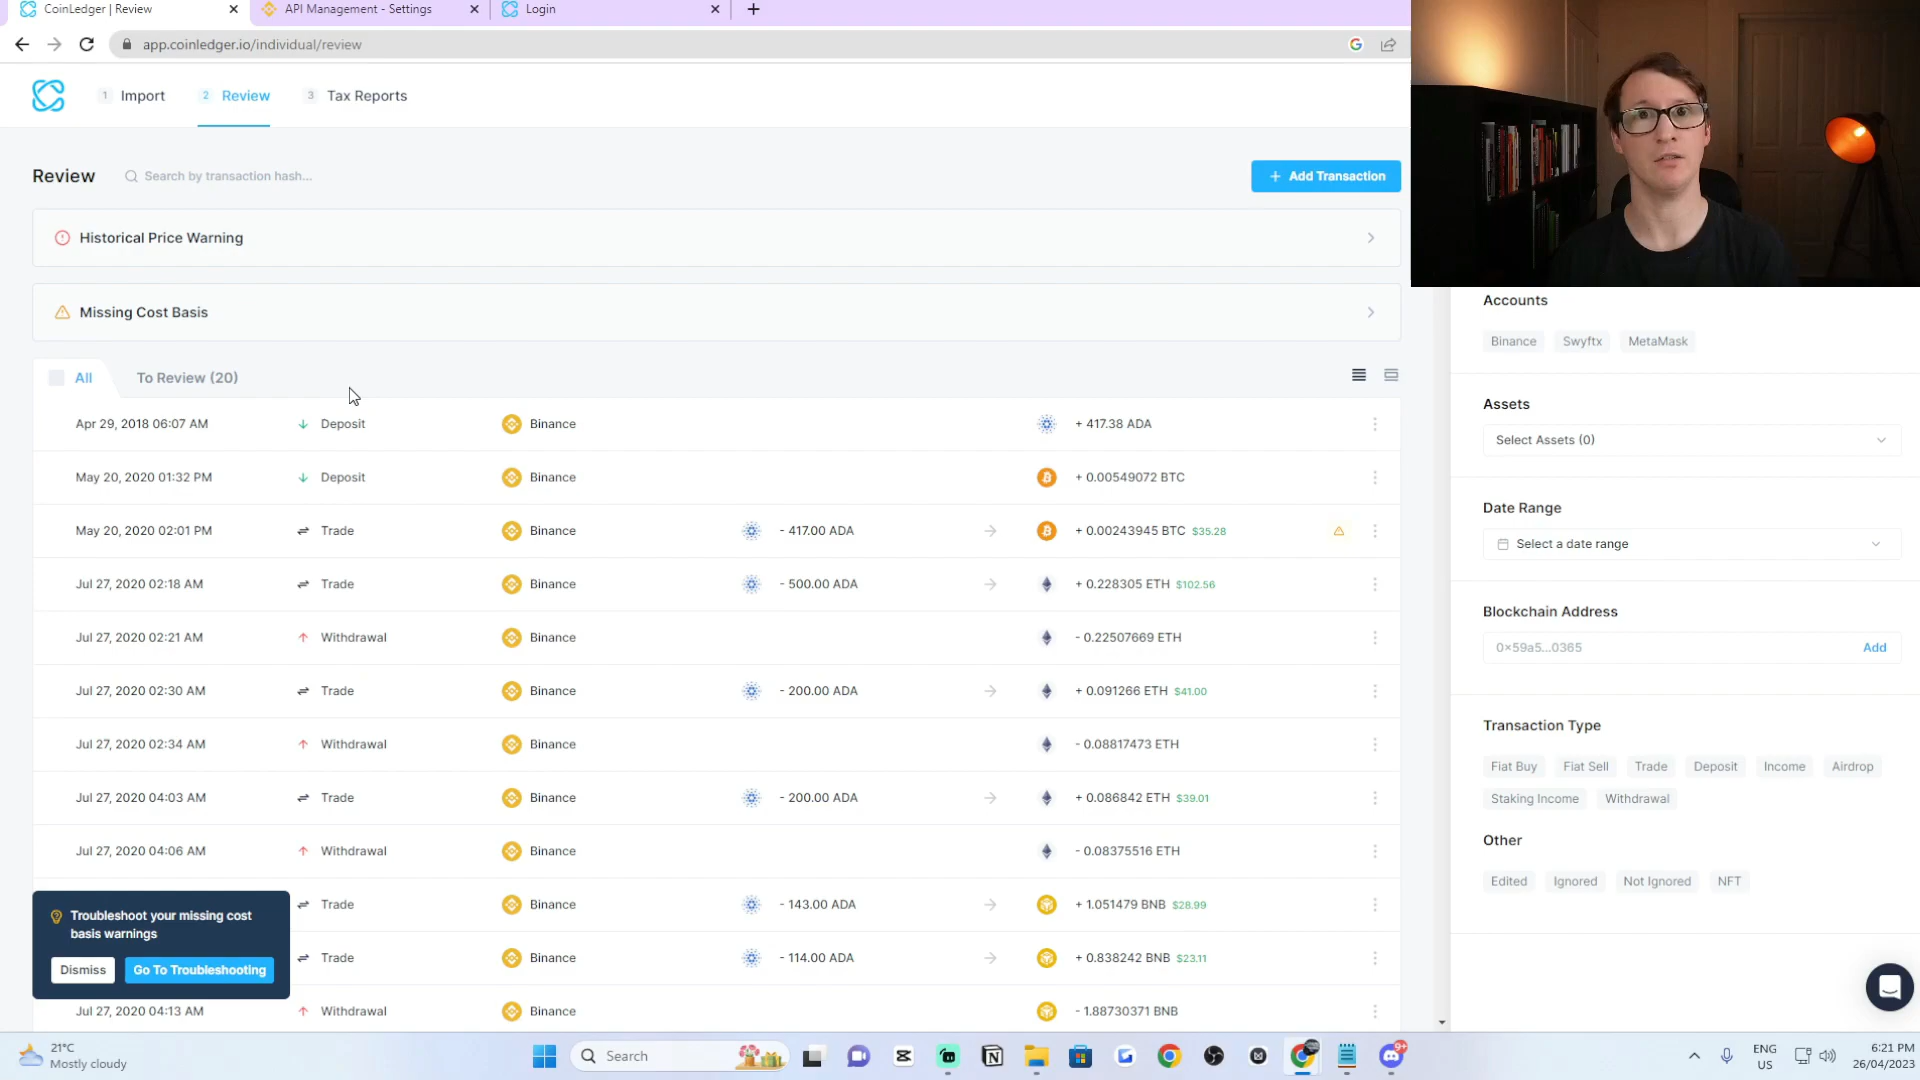 CoinLedger | Review
API Management - Settings
Login
app.coinledger.io/individual/review
1 Import
2 Review
3 Tax Reports
Review
Search by transaction hash...
+ Add Transaction
Historical Price Warning
Missing Cost Basis
All
To Review (20)
Apr 29, 2018 06:07 AM Deposit Binance + 417.38 ADA
May 20, 2020 01:32 PM Deposit Binance + 0.00549072 BTC
May 20, 2020 02:01 PM Trade Binance - 417.00 ADA + 0.00243945 BTC $35.28
Jul 27, 2020 02:18 AM Trade Binance - 500.00 ADA + 0.228305 ETH $102.56
Jul 27, 2020 02:21 AM Withdrawal Binance - 0.22507669 ETH
Jul 27, 2020 02:30 AM Trade Binance - 200.00 ADA + 0.091266 ETH $41.00
Jul 27, 2020 02:34 AM Withdrawal Binance - 0.08817473 ETH
Jul 27, 2020 04:03 AM Trade Binance - 200.00 ADA + 0.086842 ETH $39.01
Jul 27, 2020 04:06 AM Withdrawal Binance - 0.08375516 ETH
Trade Binance - 143.00 ADA + 1.051479 BNB $28.99
Trade Binance - 114.00 ADA + 0.838242 BNB $23.11
Jul 27, 2020 04:13 AM Withdrawal Binance - 1.88730371 BNB
Troubleshoot your missing cost
basis warnings
Dismiss
Go To Troubleshooting
Accounts
Binance Swyftx MetaMask
Assets
Select Assets (0)
Date Range
Select a date range
Blockchain Address
0x59a5...0365 Add
Transaction Type
Fiat Buy Fiat Sell Trade Deposit Income Airdrop
Staking Income Withdrawal
Other
Edited Ignored Not Ignored NFT
21°C
Mostly cloudy
Search
9+
ENG
US
6:21 PM
26/04/2023